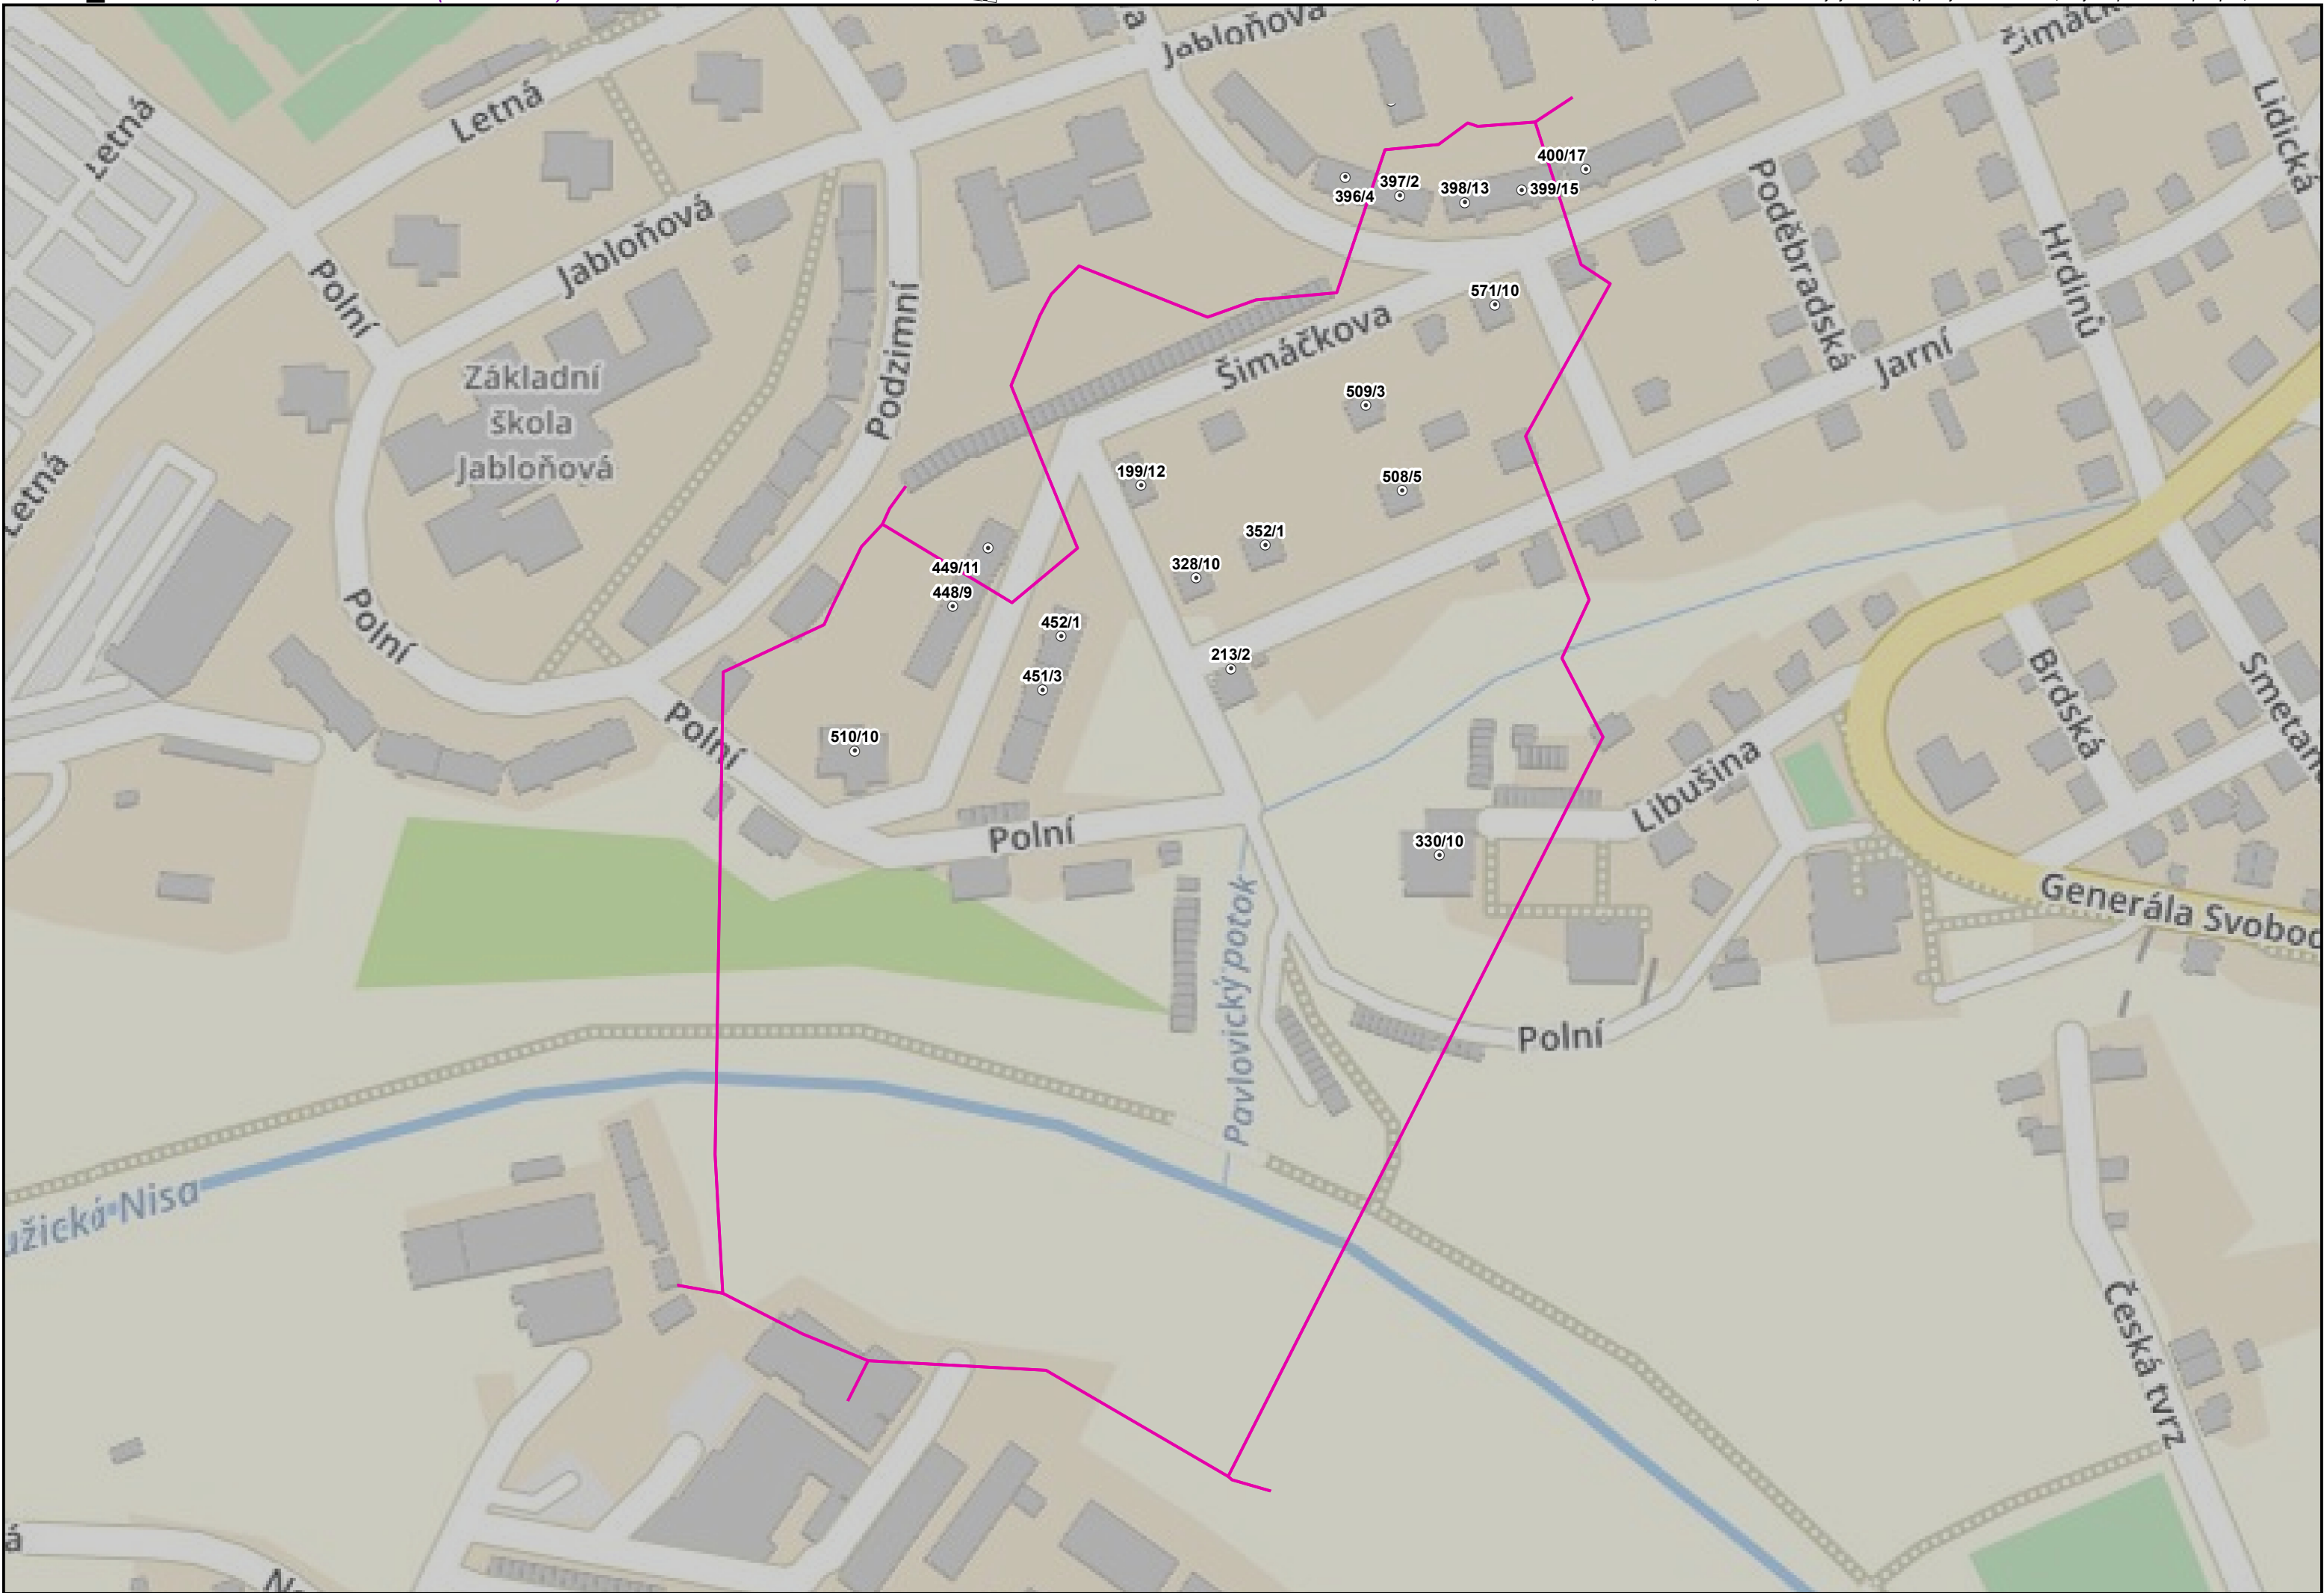 Jabloňová
Letná
Letná
Lidická
400/17
397/2
398/13
399/15
396/4
Poděbradská
Jabloňová
Hrdinů
Polní
571/10
Podzimní
Šimáčkova
Jarní
Základní
škola
Jabloňová
509/3
Letná
199/12
508/5
352/1
449/11
328/10
448/9
Polní
452/1
213/2
451/3
Brdská
Polní
510/10
Libušina
Polní
330/10
Generála Svobod
Pavlovický potok
Polní
užická Nisa
Česká tvrz
á